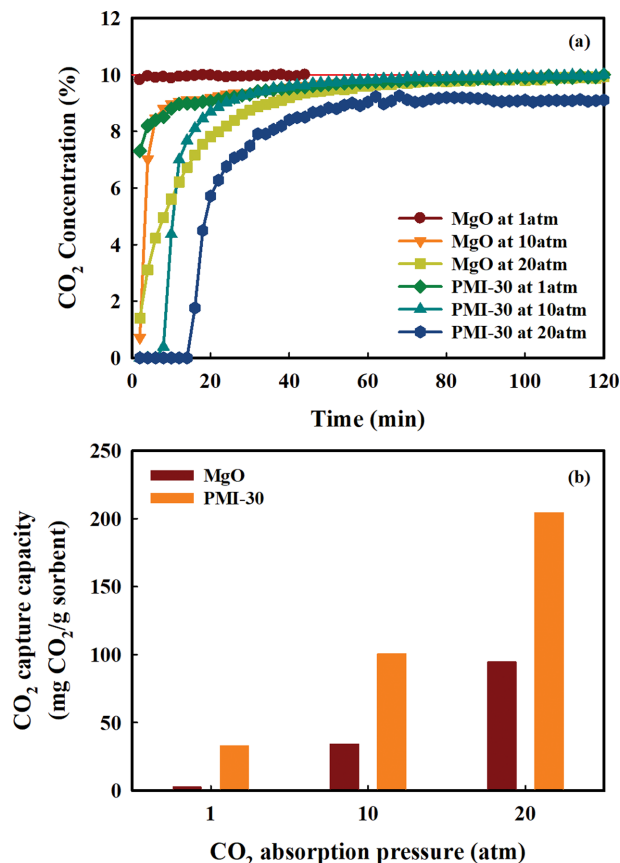 (a)
12
10
8
6
4
2
0
CO₂ Concentration (%)
MgO at 1atm
MgO at 10atm
MgO at 20atm
PMI-30 at 1atm
PMI-30 at 10atm
PMI-30 at 20atm
0 20 40 60 80 100 120
Time (min)
(b)
250
200
150
100
50
0
CO₂ capture capacity
(mg CO₂/g sorbent)
MgO
PMI-30
1 10 20
CO₂ absorption pressure (atm)